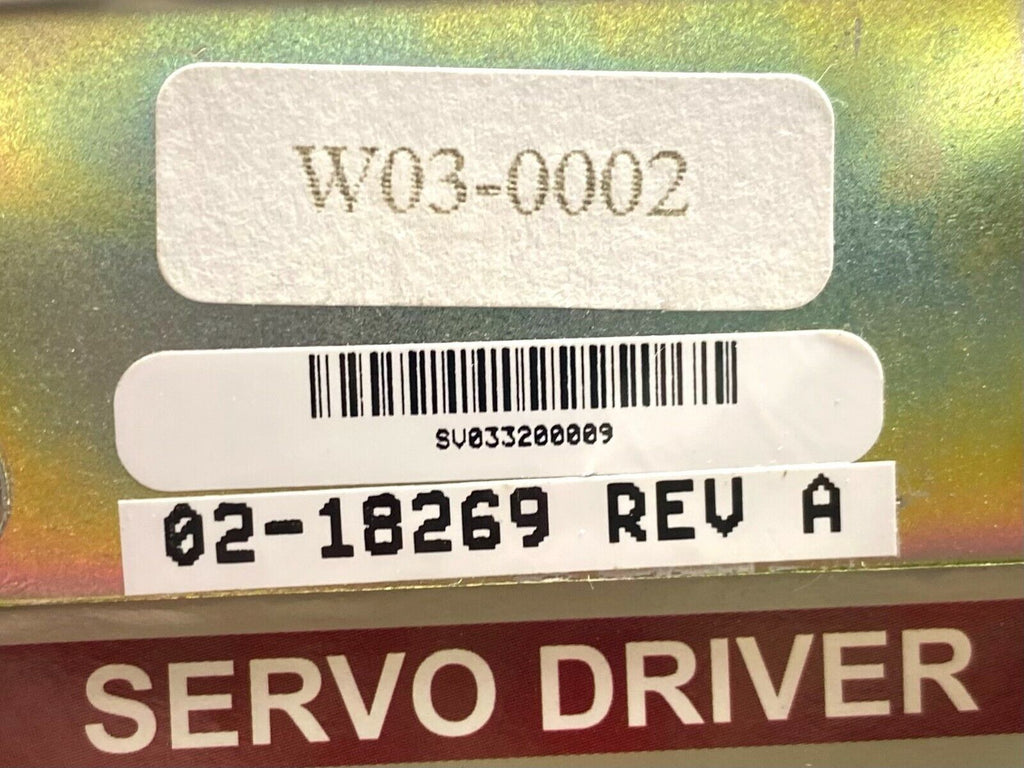 W03-0002
SV033200009
02-18269 REV A
SERVO DRIVER